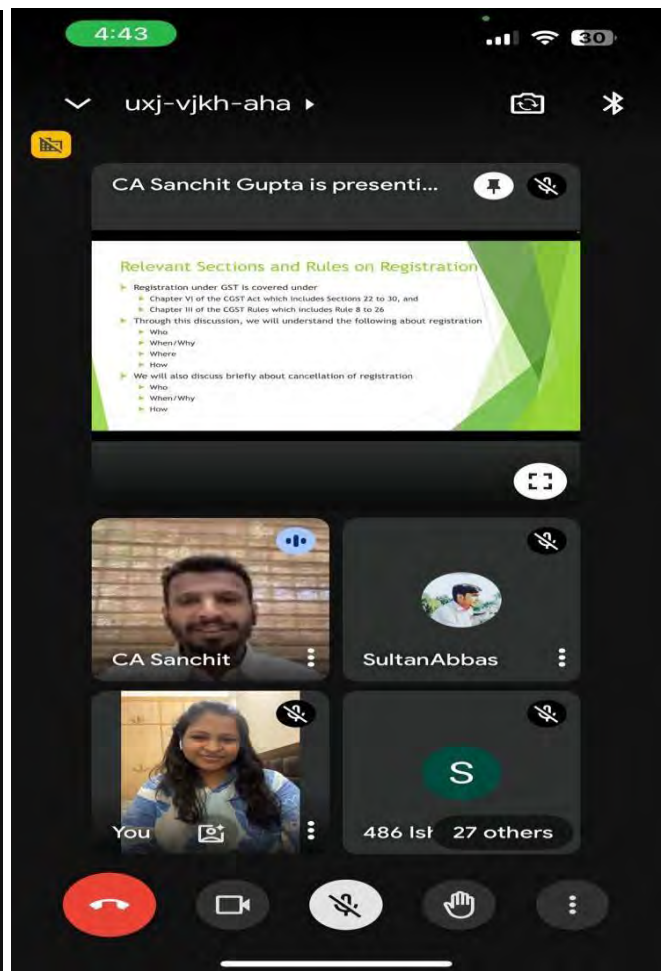 4:43
30
uxj-vjkh-aha
CA Sanchit Gupta is presenti...
Relevant Sections and Rules on Registration
Registration under GST is covered under
Chapter VI of the CGST Act which includes Sections 22 to 30, and
Chapter III of the CGST Rules which includes Rule 8 to 26
Through this discussion, we will understand the following about registration
Who
When/Why
Where
How
We will also discuss briefly about cancellation of registration
Who
When/Why
How
CA Sanchit
SultanAbbas
S
You
486 Ish 27 others